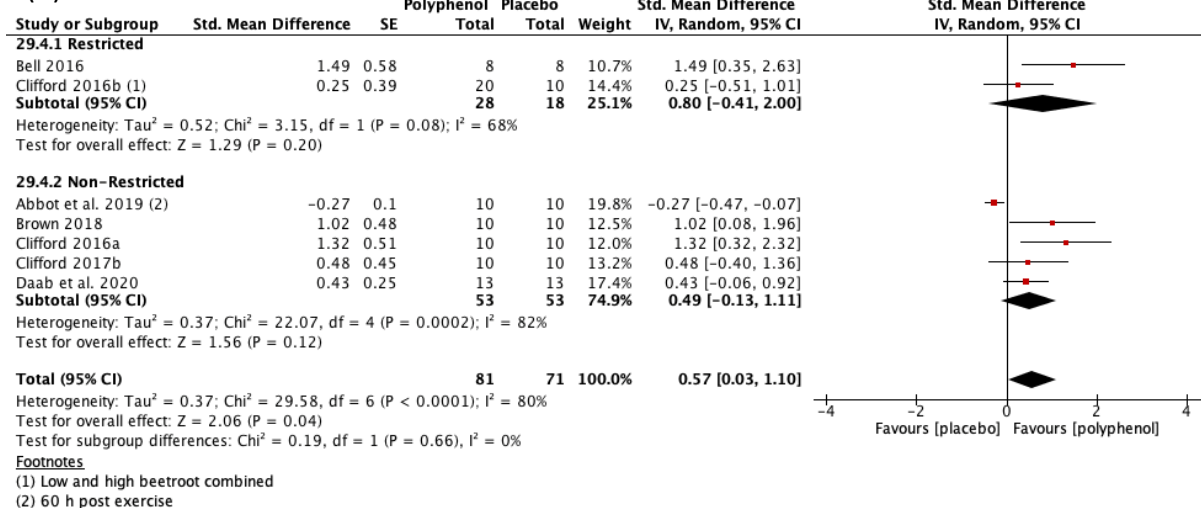 Polyphenol Placebo Std. Mean Difference Std. Mean Difference
Study or Subgroup Std. Mean Difference SE Total Total Weight IV, Random, 95% CI IV, Random, 95% CI
29.4.1 Restricted
Bell 2016 1.49 0.58 8 8 10.7% 1.49 [0.35, 2.63]
Clifford 2016b (1) 0.25 0.39 20 10 14.4% 0.25 [-0.51, 1.01]
Subtotal (95% CI) 28 18 25.1% 0.80 [-0.41, 2.00]
Heterogeneity: Tau² = 0.52; Chi² = 3.15, df = 1 (P = 0.08); I² = 68%
Test for overall effect: Z = 1.29 (P = 0.20)
29.4.2 Non-Restricted
Abbot et al. 2019 (2) -0.27 0.1 10 10 19.8% -0.27 [-0.47, -0.07]
Brown 2018 1.02 0.48 10 10 12.5% 1.02 [0.08, 1.96]
Clifford 2016a 1.32 0.51 10 10 12.0% 1.32 [0.32, 2.32]
Clifford 2017b 0.48 0.45 10 10 13.2% 0.48 [-0.40, 1.36]
Daab et al. 2020 0.43 0.25 13 13 17.4% 0.43 [-0.06, 0.92]
Subtotal (95% CI) 53 53 74.9% 0.49 [-0.13, 1.11]
Heterogeneity: Tau² = 0.37; Chi² = 22.07, df = 4 (P = 0.0002); I² = 82%
Test for overall effect: Z = 1.56 (P = 0.12)
Total (95% CI) 81 71 100.0% 0.57 [0.03, 1.10]
Heterogeneity: Tau² = 0.37; Chi² = 29.58, df = 6 (P < 0.0001); I² = 80%
Test for overall effect: Z = 2.06 (P = 0.04)
Test for subgroup differences: Chi² = 0.19, df = 1 (P = 0.66), I² = 0%
-4 -2 0 2 4
Favours [placebo] Favours [polyphenol]
Footnotes
(1) Low and high beetroot combined
(2) 60 h post exercise